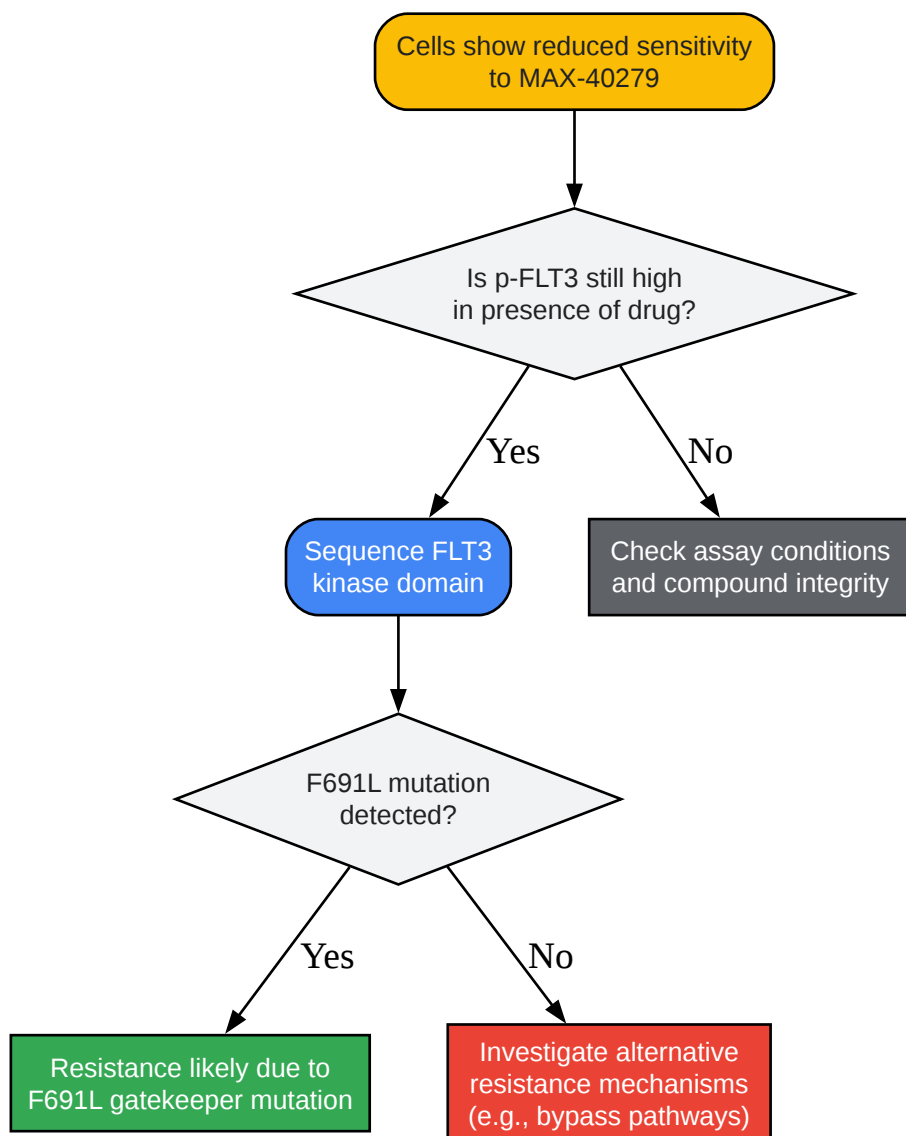 Cells show reduced sensitivity
to MAX-40279
Is p-FLT3 still high
in presence of drug?
Yes
No
Sequence FLT3
kinase domain
Check assay conditions
and compound integrity
F691L mutation
detected?
Yes
No
Resistance likely due to
F691L gatekeeper mutation
Investigate alternative
resistance mechanisms
(e.g., bypass pathways)